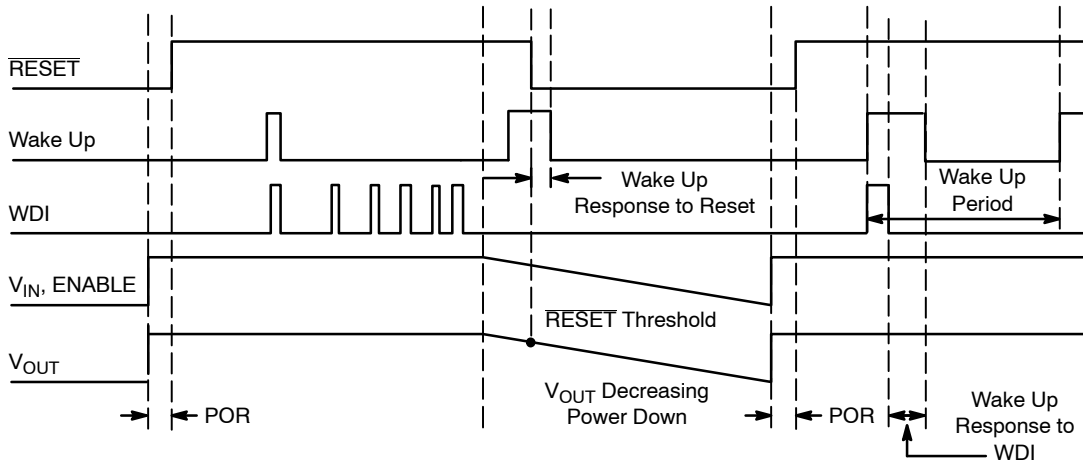 RESET
Wake Up
Wake Up
Response to Reset
Wake Up
Period
WDI
VIN, ENABLE
RESET Threshold
VOUT
VOUT Decreasing
Power Down
POR
POR
Wake Up
Response to
WDI